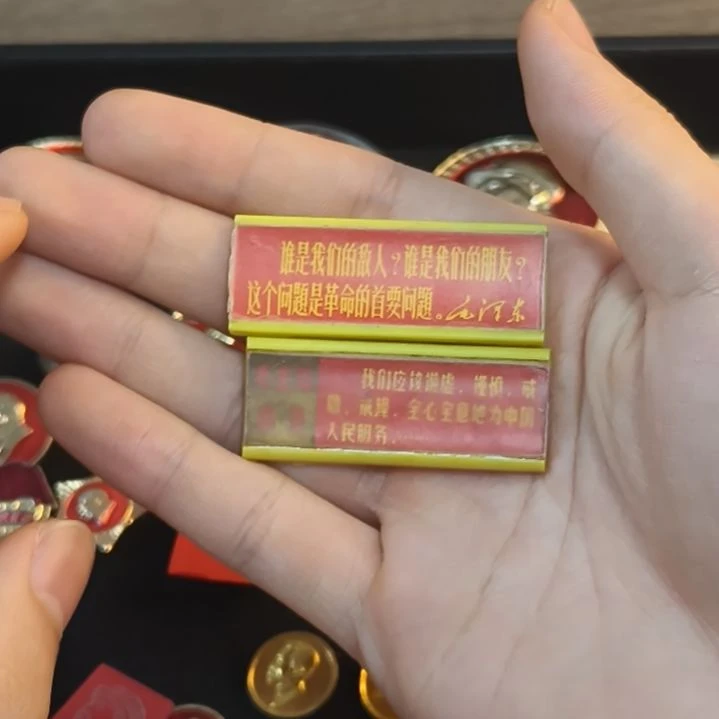 谁是我们的敌人？谁是我们的朋友？
这个问题是革命的首要问题。毛泽东
我们应该谦虚，谨慎，戒
骄，戒躁，全心全意地为中国
人民服务。